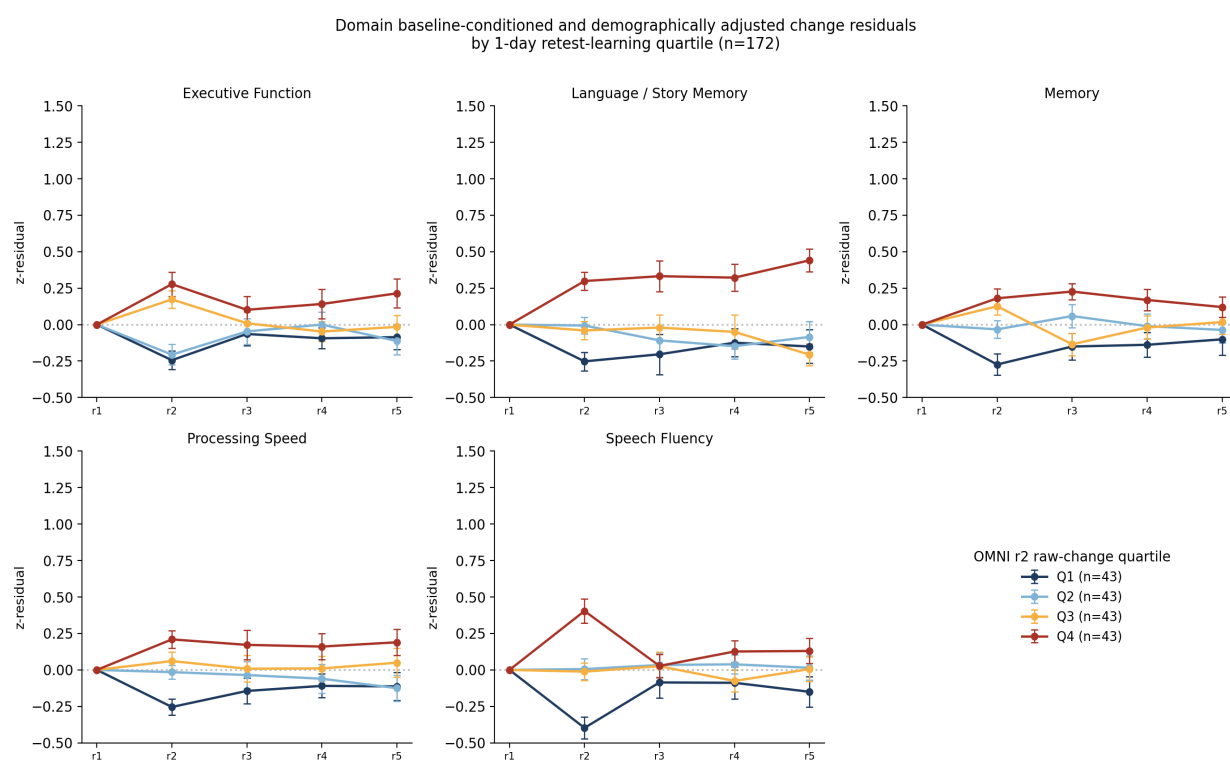 Domain baseline-conditioned and demographically adjusted change residuals
by 1-day retest-learning quartile (n=172)
Executive Function
1.50
1.25
1.00
0.75
0.50
0.25
0.00
−0.25
−0.50
z-residual
r1 r2 r3 r4 r5
Language / Story Memory
1.50
1.25
1.00
0.75
0.50
0.25
0.00
−0.25
−0.50
z-residual
r1 r2 r3 r4 r5
Memory
1.50
1.25
1.00
0.75
0.50
0.25
0.00
−0.25
−0.50
z-residual
r1 r2 r3 r4 r5
Processing Speed
1.50
1.25
1.00
0.75
0.50
0.25
0.00
−0.25
−0.50
z-residual
r1 r2 r3 r4 r5
Speech Fluency
1.50
1.25
1.00
0.75
0.50
0.25
0.00
−0.25
−0.50
z-residual
r1 r2 r3 r4 r5
OMNI r2 raw-change quartile
Q1 (n=43)
Q2 (n=43)
Q3 (n=43)
Q4 (n=43)